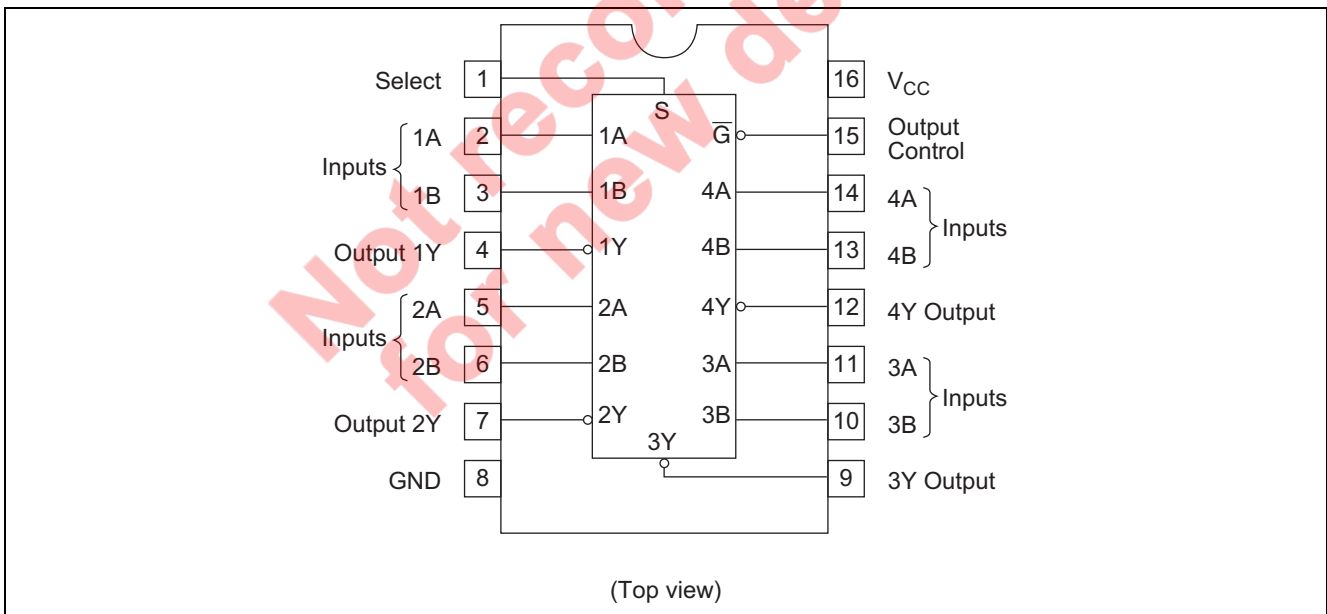 Not recom
for new de
Select 1 16 VCC
S
Inputs 1A 2 1A G 15 Output Control
1B 3 1B 4A 14 4A Inputs
Output 1Y 4 1Y 4B 13 4B
Inputs 2A 5 2A 4Y 12 4Y Output
2B 6 2B 3A 11 3A Inputs
Output 2Y 7 2Y 3B 10 3B
3Y
GND 8 9 3Y Output
(Top view)